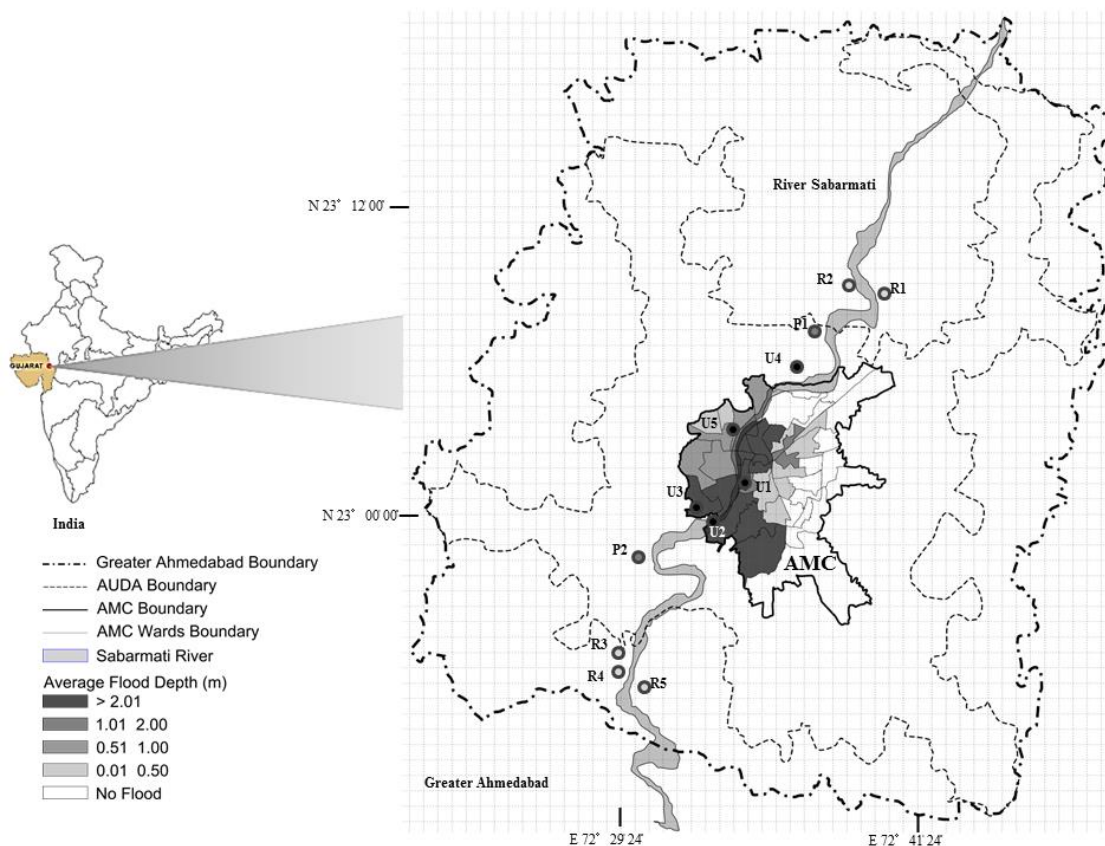 River Sabarmati
N 23° 12' 00'
R2
R1
P1
U4
GUJARAT
U5
U3
U1
N 23° 00' 00'
U2
India
P2
AMC
Greater Ahmedabad Boundary
AUDA Boundary
AMC Boundary
AMC Wards Boundary
Sabarmati River
R3
R4
R5
Average Flood Depth (m)
> 2.01
1.01 2.00
0.51 1.00
0.01 0.50
No Flood
Greater Ahmedabad
E 72° 29' 24'
E 72° 41' 24'